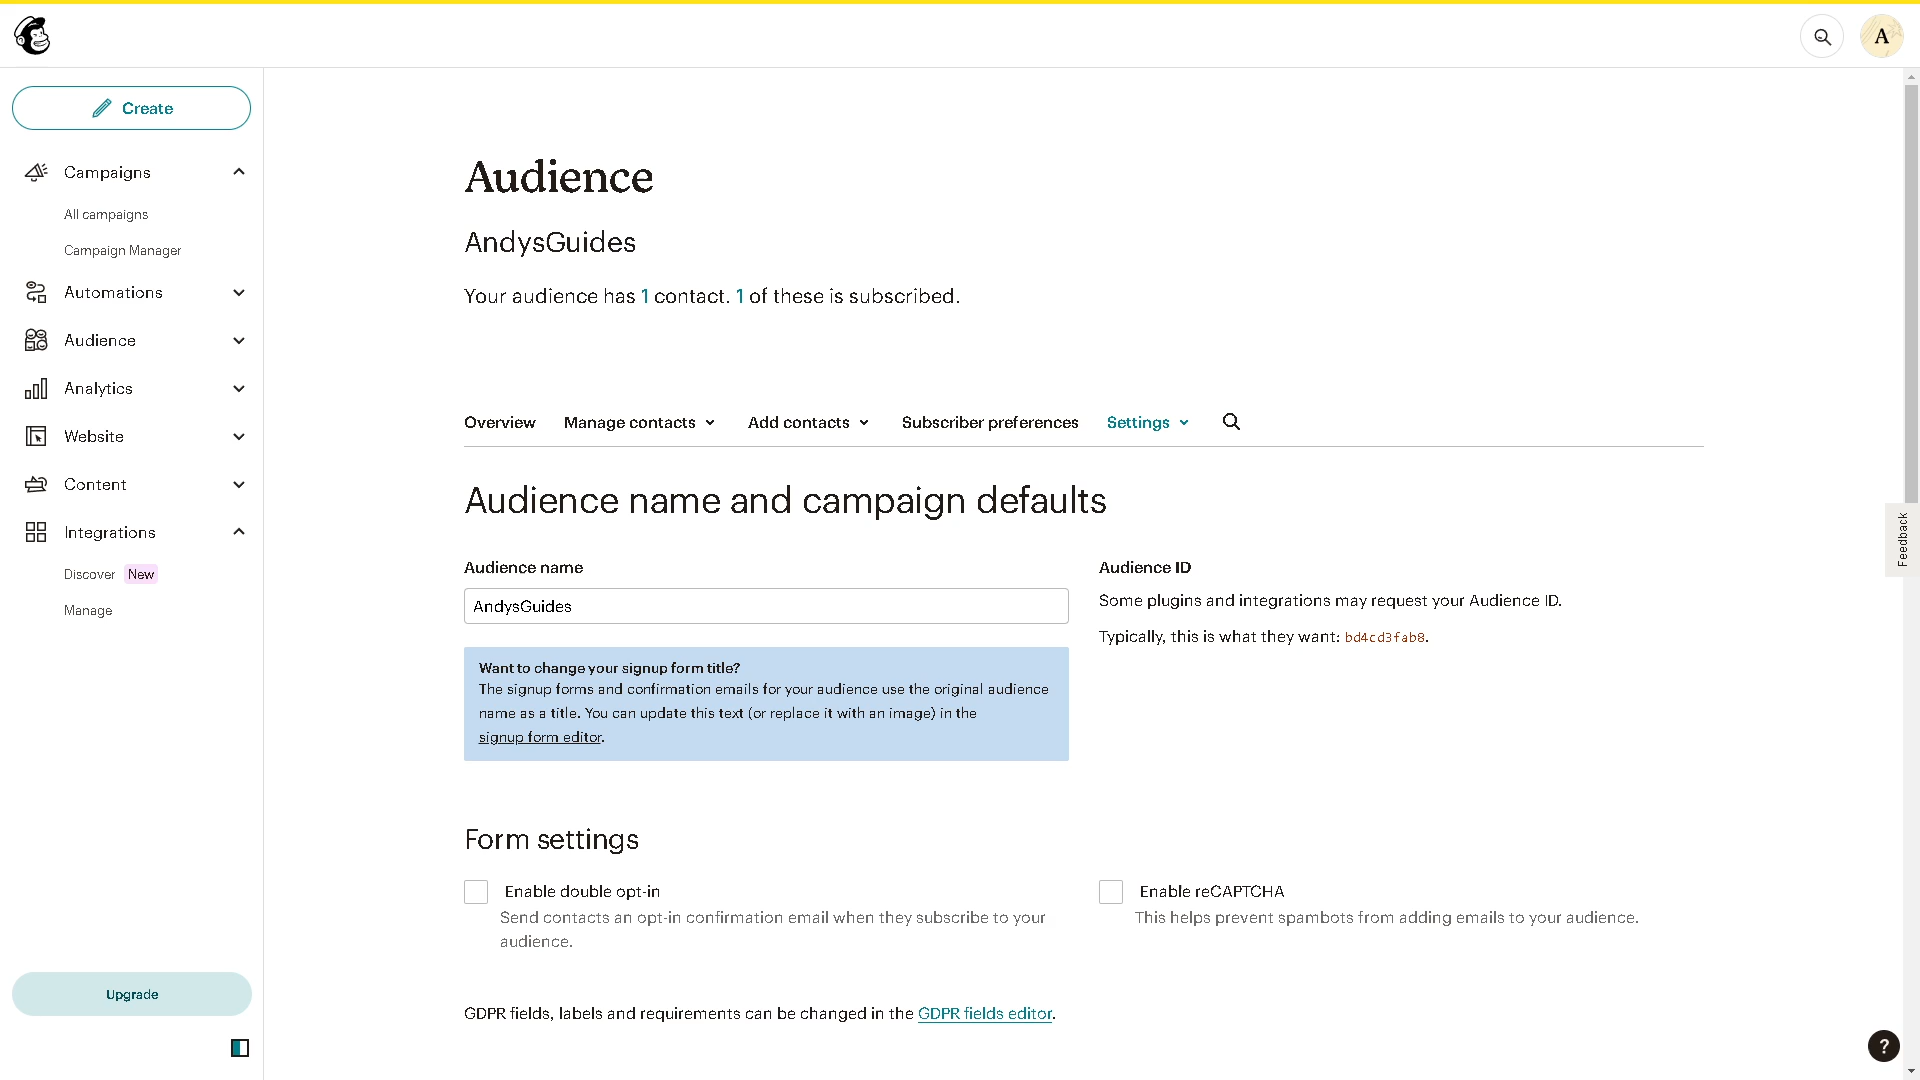 A
Create
Campaigns
All campaigns
Campaign Manager
Automations
Audience
Analytics
Website
Content
Integrations
Discover New
Manage
Upgrade
Audience
AndysGuides
Your audience has 1 contact. 1 of these is subscribed.
Overview Manage contacts Add contacts Subscriber preferences Settings
Audience name and campaign defaults
Audience name
AndysGuides
Want to change your signup form title?
The signup forms and confirmation emails for your audience use the original audience
name as a title. You can update this text (or replace it with an image) in the
signup form editor.
Audience ID
Some plugins and integrations may request your Audience ID.
Typically, this is what they want: bd4cd3fab8.
Form settings
Enable double opt-in
Send contacts an opt-in confirmation email when they subscribe to your
audience.
Enable reCAPTCHA
This helps prevent spambots from adding emails to your audience.
GDPR fields, labels and requirements can be changed in the GDPR fields editor.
Feedback
?